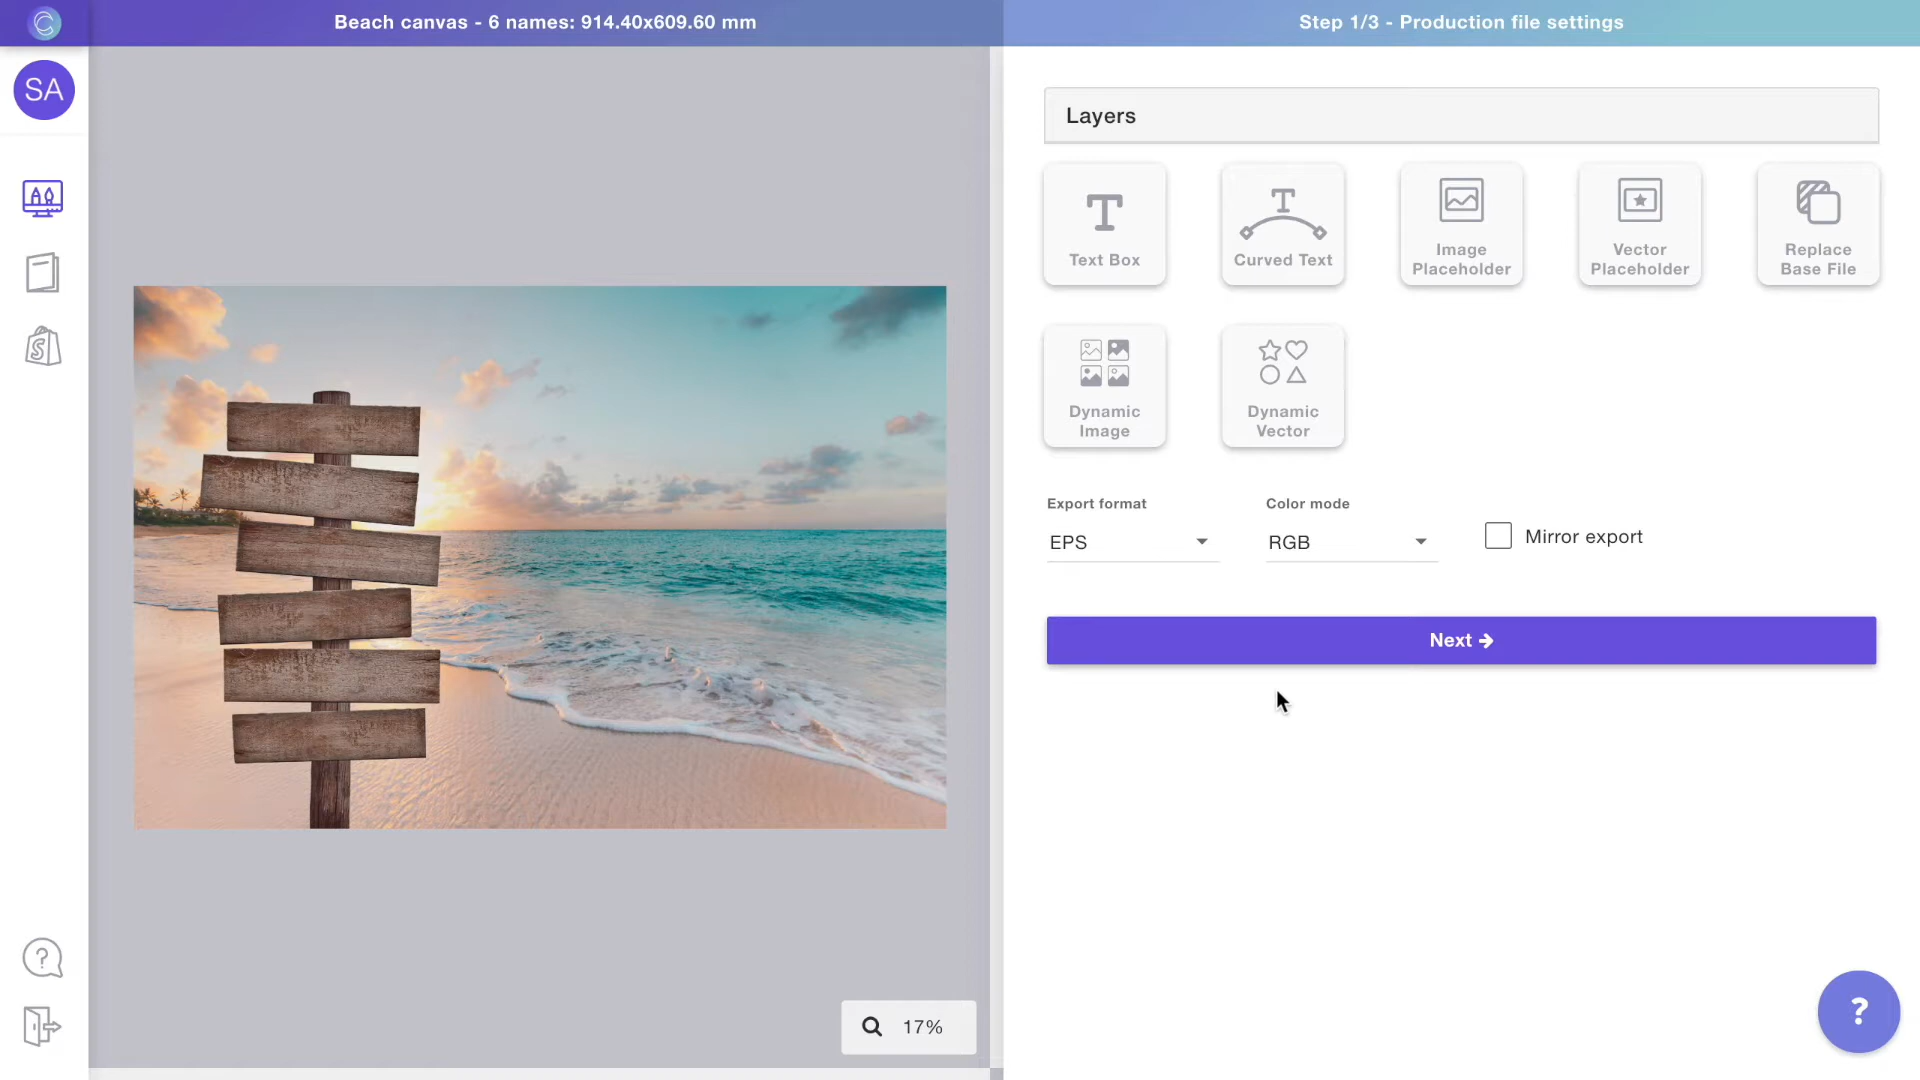 Beach canvas - 6 names: 914.40x609.60 mm
Step 1/3 - Production file settings
SA
Layers
Text Box
Curved Text
Image
Placeholder
Vector
Placeholder
Replace
Base File
Dynamic
Image
Dynamic
Vector
Export format
Color mode
EPS
RGB
Mirror export
Next
17%
?